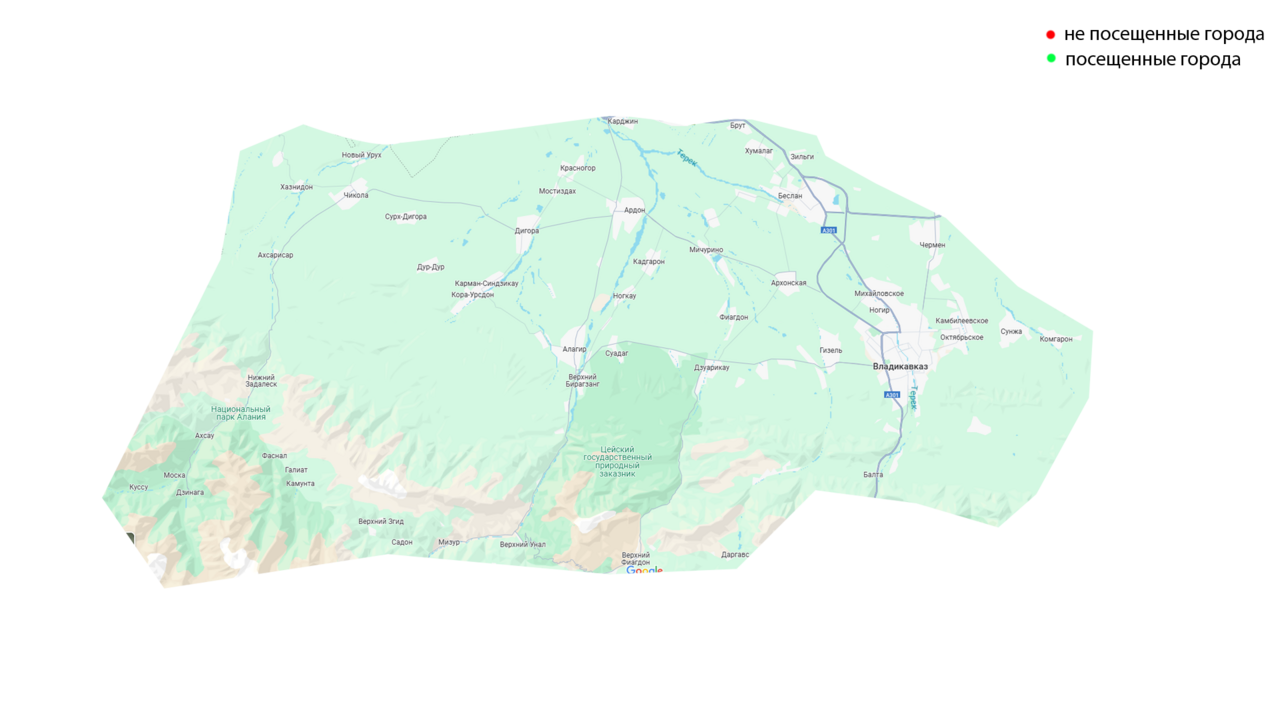 не посещенные города
посещенные города
Карджин
Брут
Новый Урух
Терек
Хумалаг
Зильги
Красногор
Хазнидон
Чикола
Мостиздах
Беслан
Сурх-Дигора
Ардон
Дигора
А301
Ахсарисар
Мичурино
Чермен
Дур-Дур
Кадгарон
Карман-Синдзикау
Архонская
Кора-Урсдон
Ногкау
Михайловское
Ногир
Фиагдон
Камбилеевское
Сунжа
Октябрьское
Комгарон
Алагир
Суадаг
Гизель
Дзуарикау
Владикавказ
Нижний
Задалеск
Верхний
Бирагзанг
А301
Терек
Национальный
парк Алания
Ахсау
Цейский
государственный
природный
заказник
Фаснал
Галиат
Моска
Камунта
Балта
Куссу
Дзинага
Верхний Згид
Садон
Мизур
Верхний Унал
Верхний
Фиагдон
Даргавс
Google